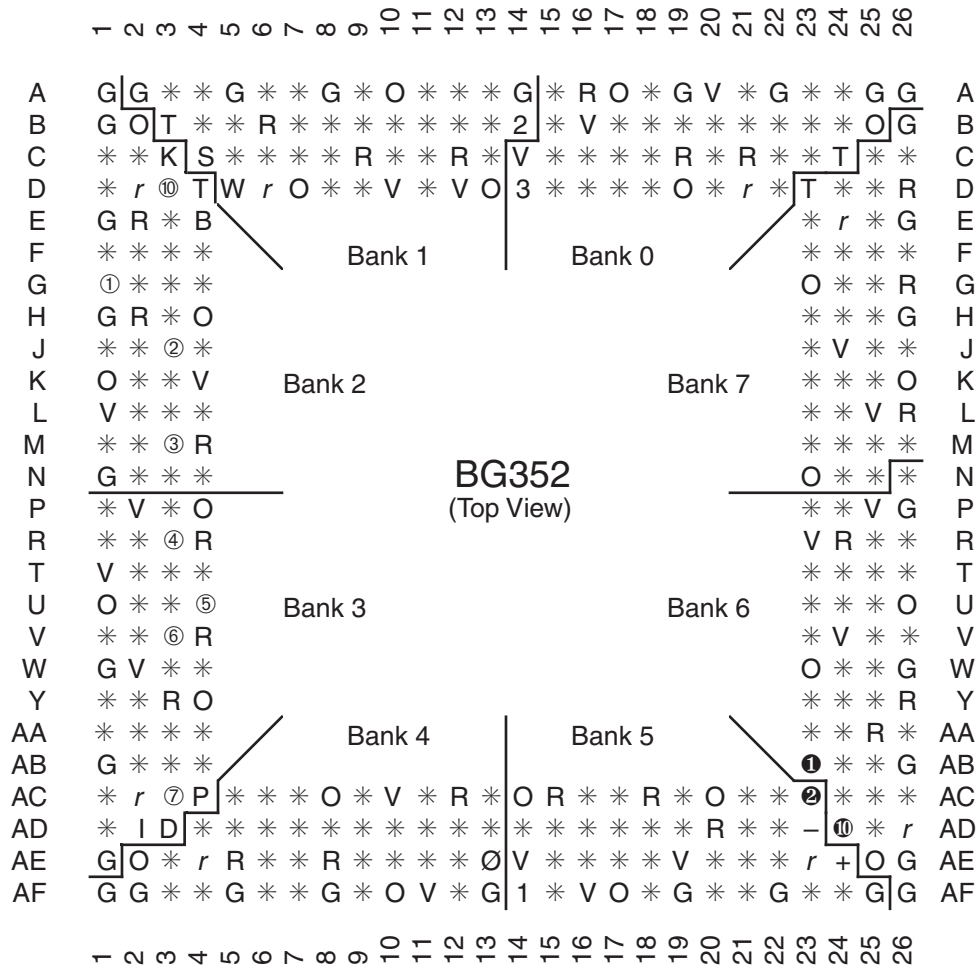 1 2 3 4 5 6 7 8 9 10 11 12 13 14 15 16 17 18 19 20 21 22 23 24 25 26
A G G ✳ ✳ G ✳ ✳ G ✳ O ✳ ✳ ✳ G ✳ R O ✳ G V ✳ G ✳ ✳ G G A
B G O T ✳ ✳ R ✳ ✳ ✳ ✳ ✳ ✳ ✳ 2 ✳ V ✳ ✳ ✳ ✳ ✳ ✳ ✳ ✳ O G B
C ✳ ✳ K S ✳ ✳ ✳ ✳ R ✳ ✳ R ✳ V ✳ ✳ ✳ ✳ R ✳ R ✳ ✳ T ✳ ✳ C
D ✳ r ⑩ T W r O ✳ ✳ V ✳ V O 3 ✳ ✳ ✳ ✳ O ✳ r ✳ T ✳ ✳ R D
E G R ✳ B ✳ r ✳ G E
F ✳ ✳ ✳ ✳ Bank 1 Bank 0 ✳ ✳ ✳ ✳ F
G ① ✳ ✳ ✳ O ✳ ✳ R G
H G R ✳ O ✳ ✳ ✳ G H
J ✳ ✳ ② ✳ ✳ V ✳ ✳ J
K O ✳ ✳ V Bank 2 Bank 7 ✳ ✳ ✳ O K
L V ✳ ✳ ✳ ✳ ✳ V R L
M ✳ ✳ ③ R ✳ ✳ ✳ ✳ M
N G ✳ ✳ ✳ BG352 O ✳ ✳ ✳ N
P ✳ V ✳ O (Top View) ✳ ✳ V G P
R ✳ ✳ ④ R V R ✳ ✳ R
T V ✳ ✳ ✳ ✳ ✳ ✳ ✳ T
U O ✳ ✳ ⑤ Bank 3 Bank 6 ✳ ✳ ✳ O U
V ✳ ✳ ⑥ R ✳ V ✳ ✳ V
W G V ✳ ✳ O ✳ ✳ G W
Y ✳ ✳ R O ✳ ✳ ✳ R Y
AA ✳ ✳ ✳ ✳ Bank 4 Bank 5 ✳ ✳ R ✳ AA
AB G ✳ ✳ ✳ ❶ ✳ ✳ G AB
AC ✳ r ⑦ P ✳ ✳ ✳ O ✳ V ✳ R ✳ O R ✳ ✳ R ✳ O ✳ ✳ ❷ ✳ ✳ ✳ AC
AD ✳ I D ✳ ✳ ✳ ✳ ✳ ✳ ✳ ✳ ✳ ✳ ✳ ✳ ✳ ✳ ✳ ✳ R ✳ ✳ – ❿ ✳ r AD
AE G O ✳ r R ✳ ✳ R ✳ ✳ ✳ ✳ Ø V ✳ ✳ ✳ ✳ V ✳ ✳ ✳ r + O G AE
AF G G ✳ ✳ G ✳ ✳ G ✳ O V ✳ G 1 ✳ V O ✳ G ✳ ✳ G ✳ ✳ G G AF
1 2 3 4 5 6 7 8 9 10 11 12 13 14 15 16 17 18 19 20 21 22 23 24 25 26